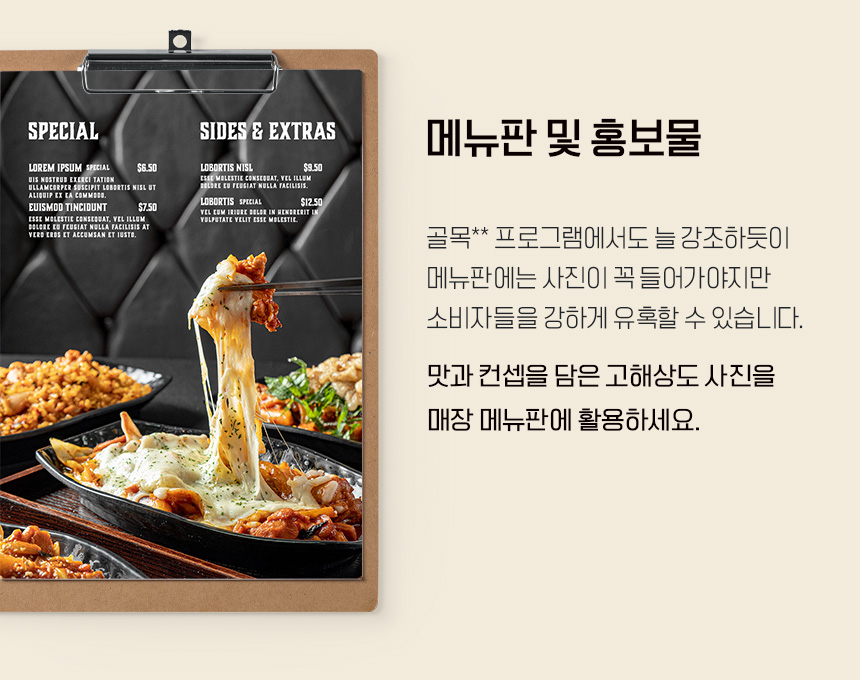 SPECIAL
LOREM IPSUM SPECIAL $6.50
UIS NOSTRUD EXERCI TATION
ULLAMCORPER SUSCIPIT LOBORTIS NISL UT
ALIQUIP EX EA COMMODO.
EUISMOD TINCIDUNT $7.50
ESSE MOLESTIE CONSEQUAT, VEL ILLUM
DOLORE EU FEUGIAT NULLA FACILISIS AT
VERO EROS ET ACCUMSAN ET IUSTO.
SIDES & EXTRAS
LOBORTIS NISL $9.50
ESSE MOLESTIE CONSEQUAT, VEL ILLUM
DOLORE EU FEUGIAT NULLA FACILISIS.
LOBORTIS SPECIAL $12.50
VEL EUM IRIURE DOLOR IN HENDRERIT IN
VULPUTATE VELIT ESSE MOLESTIE.
메뉴판 및 홍보물
골목** 프로그램에서도 늘 강조하듯이
메뉴판에는 사진이 꼭 들어가야지만
소비자들을 강하게 유혹할 수 있습니다.
맛과 컨셉을 담은 고해상도 사진을
매장 메뉴판에 활용하세요.